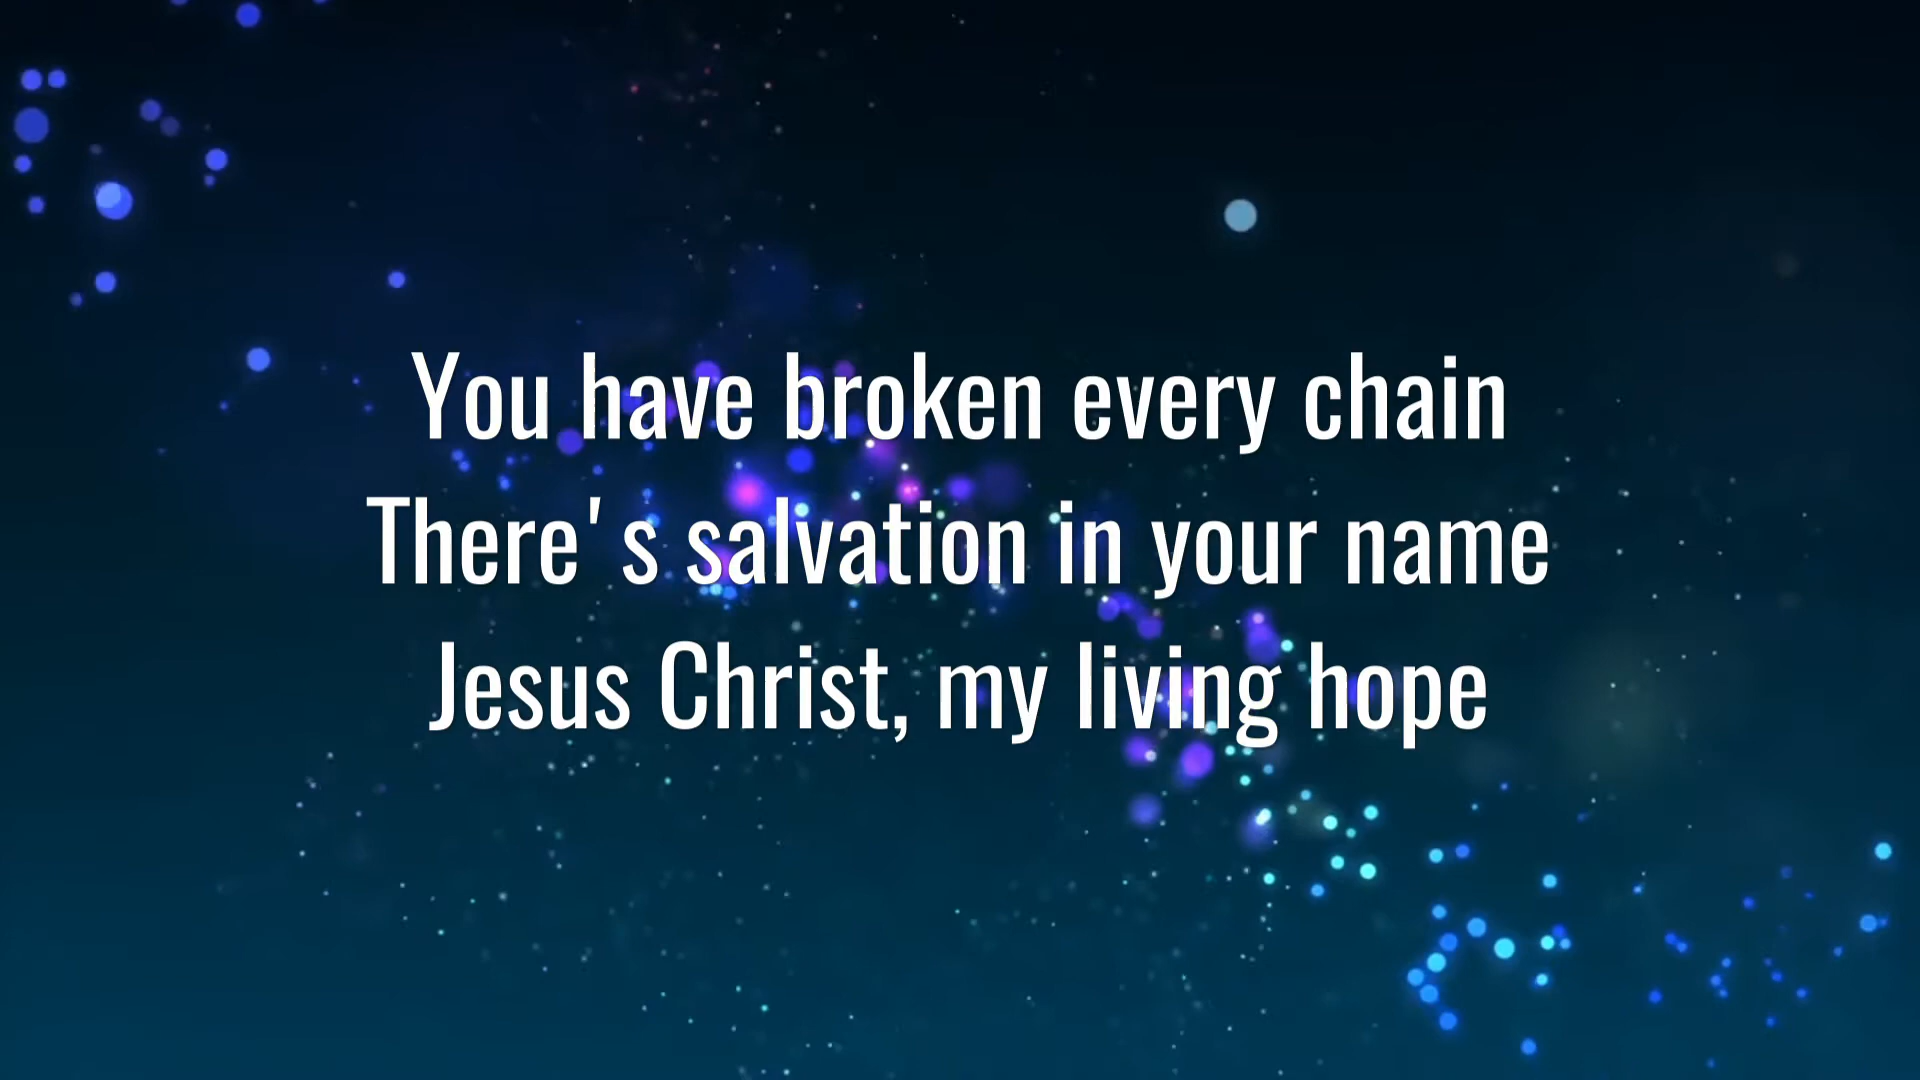 You have broken every chain
There's salvation in your name
Jesus Christ, my living hope